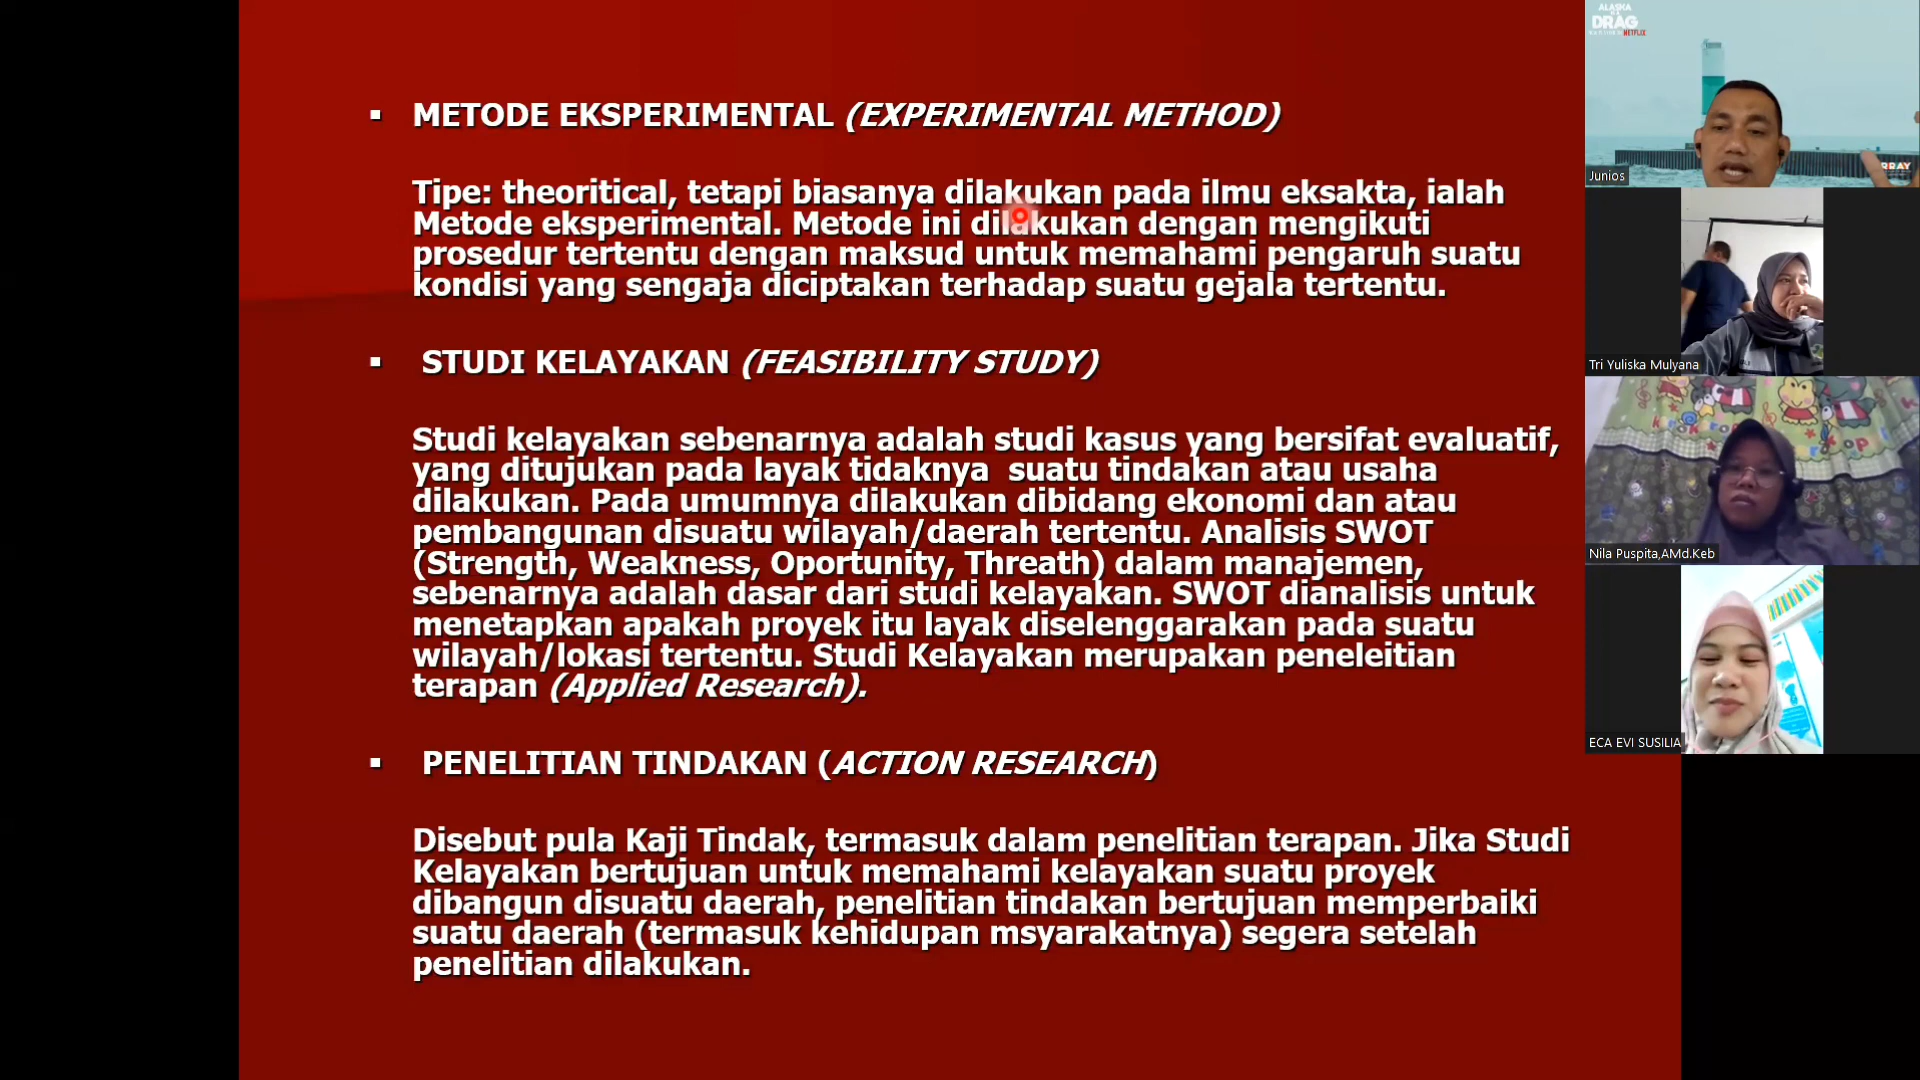 METODE EKSPERIMENTAL (EXPERIMENTAL METHOD)
Tipe: theoritical, tetapi biasanya dilakukan pada ilmu eksakta, ialah
Metode eksperimental. Metode ini dilakukan dengan mengikuti
prosedur tertentu dengan maksud untuk memahami pengaruh suatu
kondisi yang sengaja diciptakan terhadap suatu gejala tertentu.
STUDI KELAYAKAN (FEASIBILITY STUDY)
Studi kelayakan sebenarnya adalah studi kasus yang bersifat evaluatif,
yang ditujukan pada layak tidaknya suatu tindakan atau usaha
dilakukan. Pada umumnya dilakukan dibidang ekonomi dan atau
pembangunan disuatu wilayah/daerah tertentu. Analisis SWOT
(Strength, Weakness, Oportunity, Threath) dalam manajemen,
sebenarnya adalah dasar dari studi kelayakan. SWOT dianalisis untuk
menetapkan apakah proyek itu layak diselenggarakan pada suatu
wilayah/lokasi tertentu. Studi Kelayakan merupakan peneleitian
terapan (Applied Research).
PENELITIAN TINDAKAN (ACTION RESEARCH)
Disebut pula Kaji Tindak, termasuk dalam penelitian terapan. Jika Studi
Kelayakan bertujuan untuk memahami kelayakan suatu proyek
dibangun disuatu daerah, penelitian tindakan bertujuan memperbaiki
suatu daerah (termasuk kehidupan msyarakatnya) segera setelah
penelitian dilakukan.
ALASKA
DRAG
NETFLIX
Junios
Tri Yuliska Mulyana
Nila Puspita,AMd.Keb
ECA EVI SUSILIA